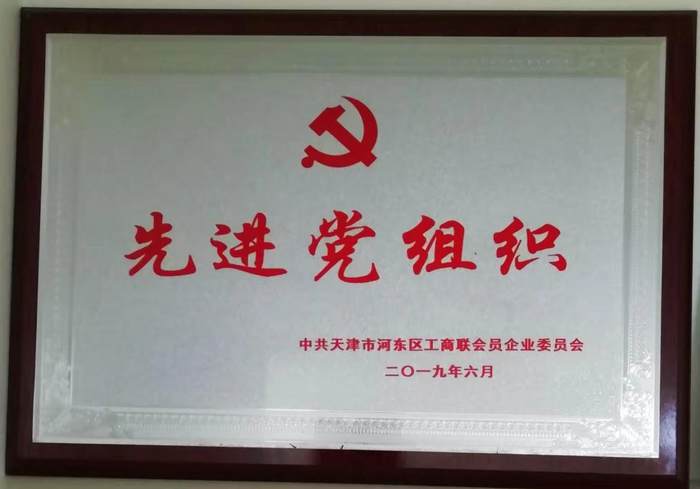 先进党组织
中共天津市河东区工商联会员企业委员会
二〇一九年六月